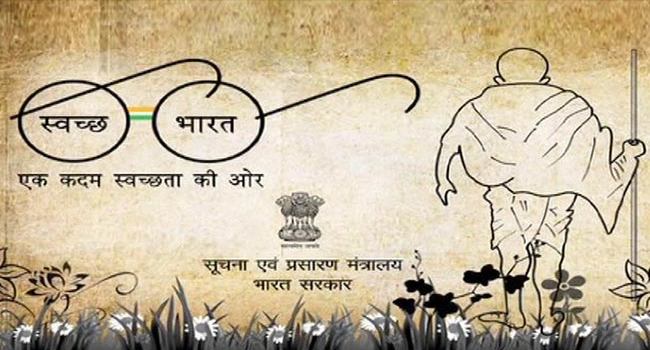 स्वच्छ भारत
एक कदम स्वच्छता की ओर
सूचना एवं प्रसारण मंत्रालय
भारत सरकार